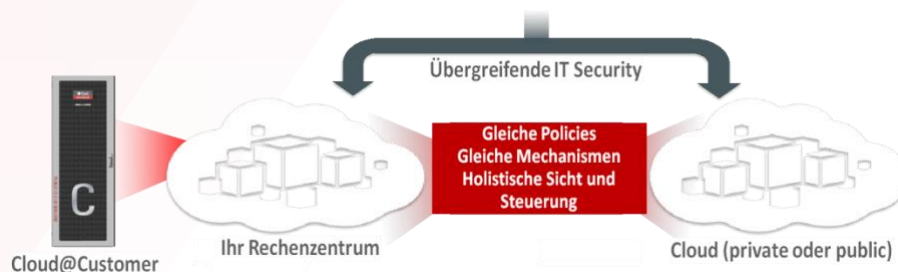 Übergreifende IT Security
Gleiche Policies
Gleiche Mechanismen
Holistische Sicht und
Steuerung
C
Ihr Rechenzentrum
Cloud (private oder public)
Cloud@Customer